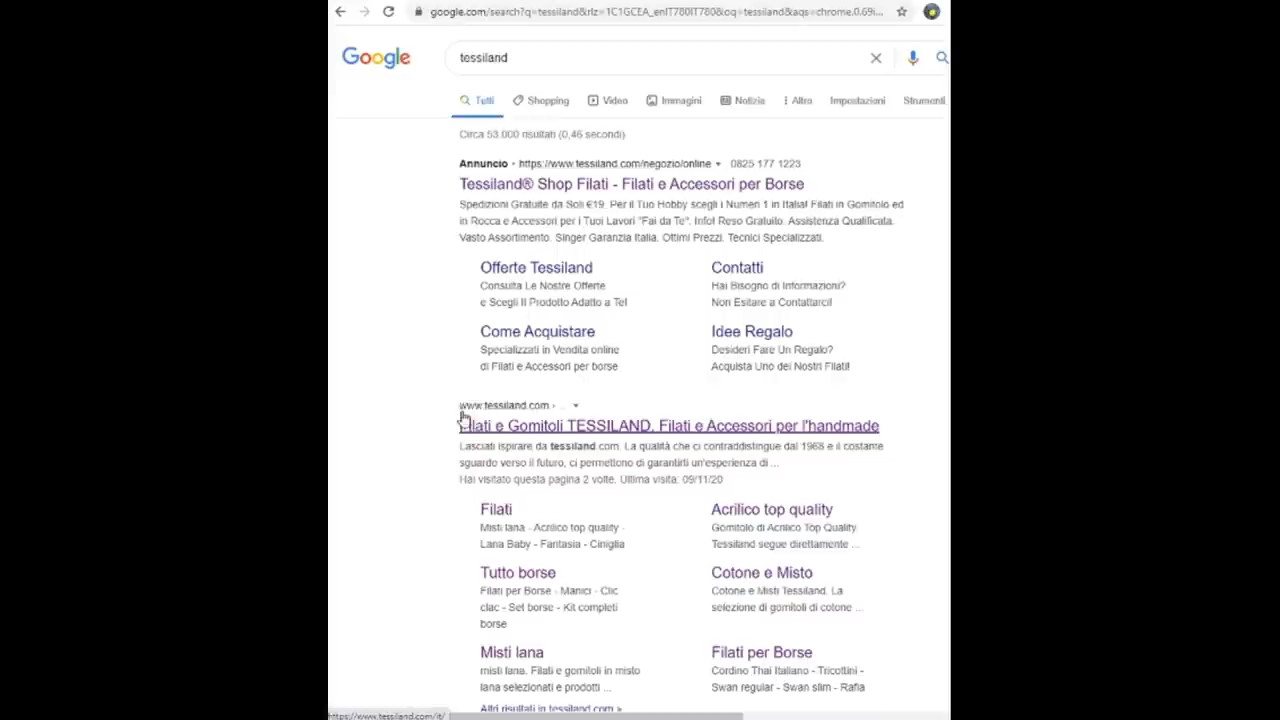 google.com/search?q=tessiland&rlz=1C1GCEA_enIT780IT780&oq=tessiland&aqs=chrome.0.69i...
Google
tessiland
Tutti Shopping Video Immagini Notizie Altro Impostazioni Strumenti
Circa 53.000 risultati (0,46 secondi)
Annuncio · https://www.tessiland.com/negozio/online 0825 177 1223
Tessiland® Shop Filati - Filati e Accessori per Borse
Spedizioni Gratuite da Soli €19. Per il Tuo Hobby scegli i Numeri 1 in Italia! Filati in Gomitolo ed
in Rocca e Accessori per i Tuoi Lavori "Fai da Te". Info! Reso Gratuito. Assistenza Qualificata.
Vasto Assortimento. Singer Garanzia Italia. Ottimi Prezzi. Tecnici Specializzati.
Offerte Tessiland
Consulta Le Nostre Offerte
e Scegli Il Prodotto Adatto a Te!
Contatti
Hai Bisogno di Informazioni?
Non Esitare a Contattarci!
Come Acquistare
Specializzati in Vendita online
di Filati e Accessori per borse
Idee Regalo
Desideri Fare Un Regalo?
Acquista Uno dei Nostri Filati!
www.tessiland.com › ...
Filati e Gomitoli TESSILAND. Filati e Accessori per l'handmade
Lasciati ispirare da tessiland.com. La qualità che ci contraddistingue dal 1968 e il costante
sguardo verso il futuro, ci permettono di garantirti un'esperienza di ...
Hai visitato questa pagina 2 volte. Ultima visita: 09/11/20
Filati
Misti lana - Acrilico top quality -
Lana Baby - Fantasia - Ciniglia
Acrilico top quality
Gomitolo di Acrilico Top Quality.
Tessiland segue direttamente ...
Tutto borse
Filati per Borse - Manici - Clic
clac - Set borse - Kit completi
borse
Cotone e Misto
Cotone e Misti Tessiland. La
selezione di gomitoli di cotone ...
Misti lana
misti lana. Filati e gomitoli in misto
lana selezionati e prodotti ...
Filati per Borse
Cordino Thai Italiano - Tricottini -
Swan regular - Swan slim - Rafia
Altri risultati in tessiland.com »
https://www.tessiland.com/it/